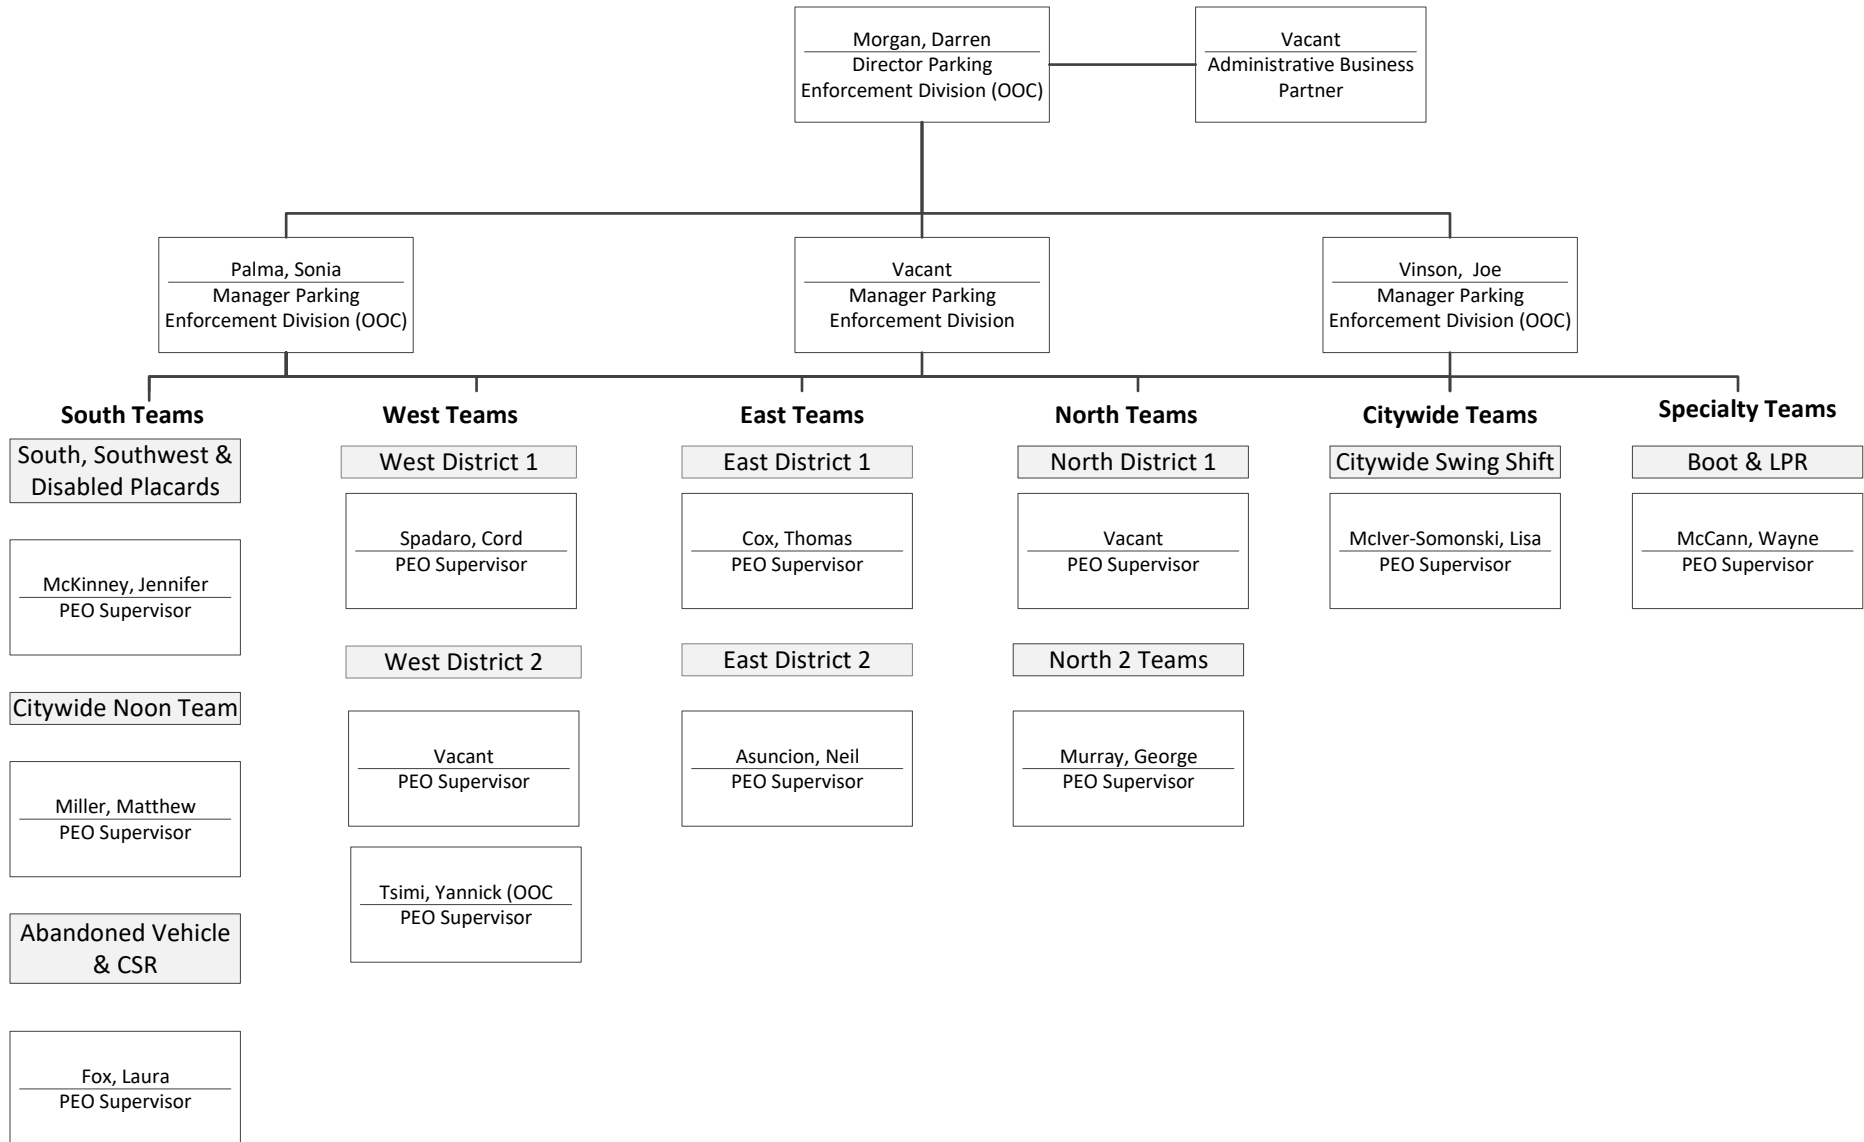 Morgan, Darren
Director Parking
Enforcement Division (OOC)
Vacant
Administrative Business
Partner
Palma, Sonia
Manager Parking
Enforcement Division (OOC)
Vacant
Manager Parking
Enforcement Division
Vinson,  Joe
Manager Parking
Enforcement Division (OOC)
South Teams
South, Southwest &
Disabled Placards
McKinney, Jennifer
PEO Supervisor
Citywide Noon Team
Miller, Matthew
PEO Supervisor
Abandoned Vehicle
& CSR
Fox, Laura
PEO Supervisor
West Teams
West District 1
Spadaro, Cord
PEO Supervisor
West District 2
Vacant
PEO Supervisor
Tsimi, Yannick (OOC
PEO Supervisor
East Teams
East District 1
Cox, Thomas
PEO Supervisor
East District 2
Asuncion, Neil
PEO Supervisor
North Teams
North District 1
Vacant
PEO Supervisor
North 2 Teams
Murray, George
PEO Supervisor
Citywide Teams
Citywide Swing Shift
McIver-Somonski, Lisa
PEO Supervisor
Specialty Teams
Boot & LPR
McCann, Wayne
PEO Supervisor